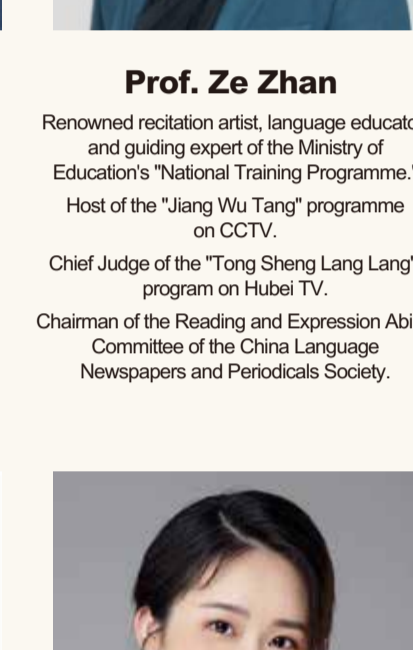 Prof. Ze Zhan
Renowned recitation artist, language educato
and guiding expert of the Ministry of
Education's "National Training Programme."
Host of the "Jiang Wu Tang" programme
on CCTV.
Chief Judge of the "Tong Sheng Lang Lang"
program on Hubei TV.
Chairman of the Reading and Expression Abi
Committee of the China Language
Newspapers and Periodicals Society.